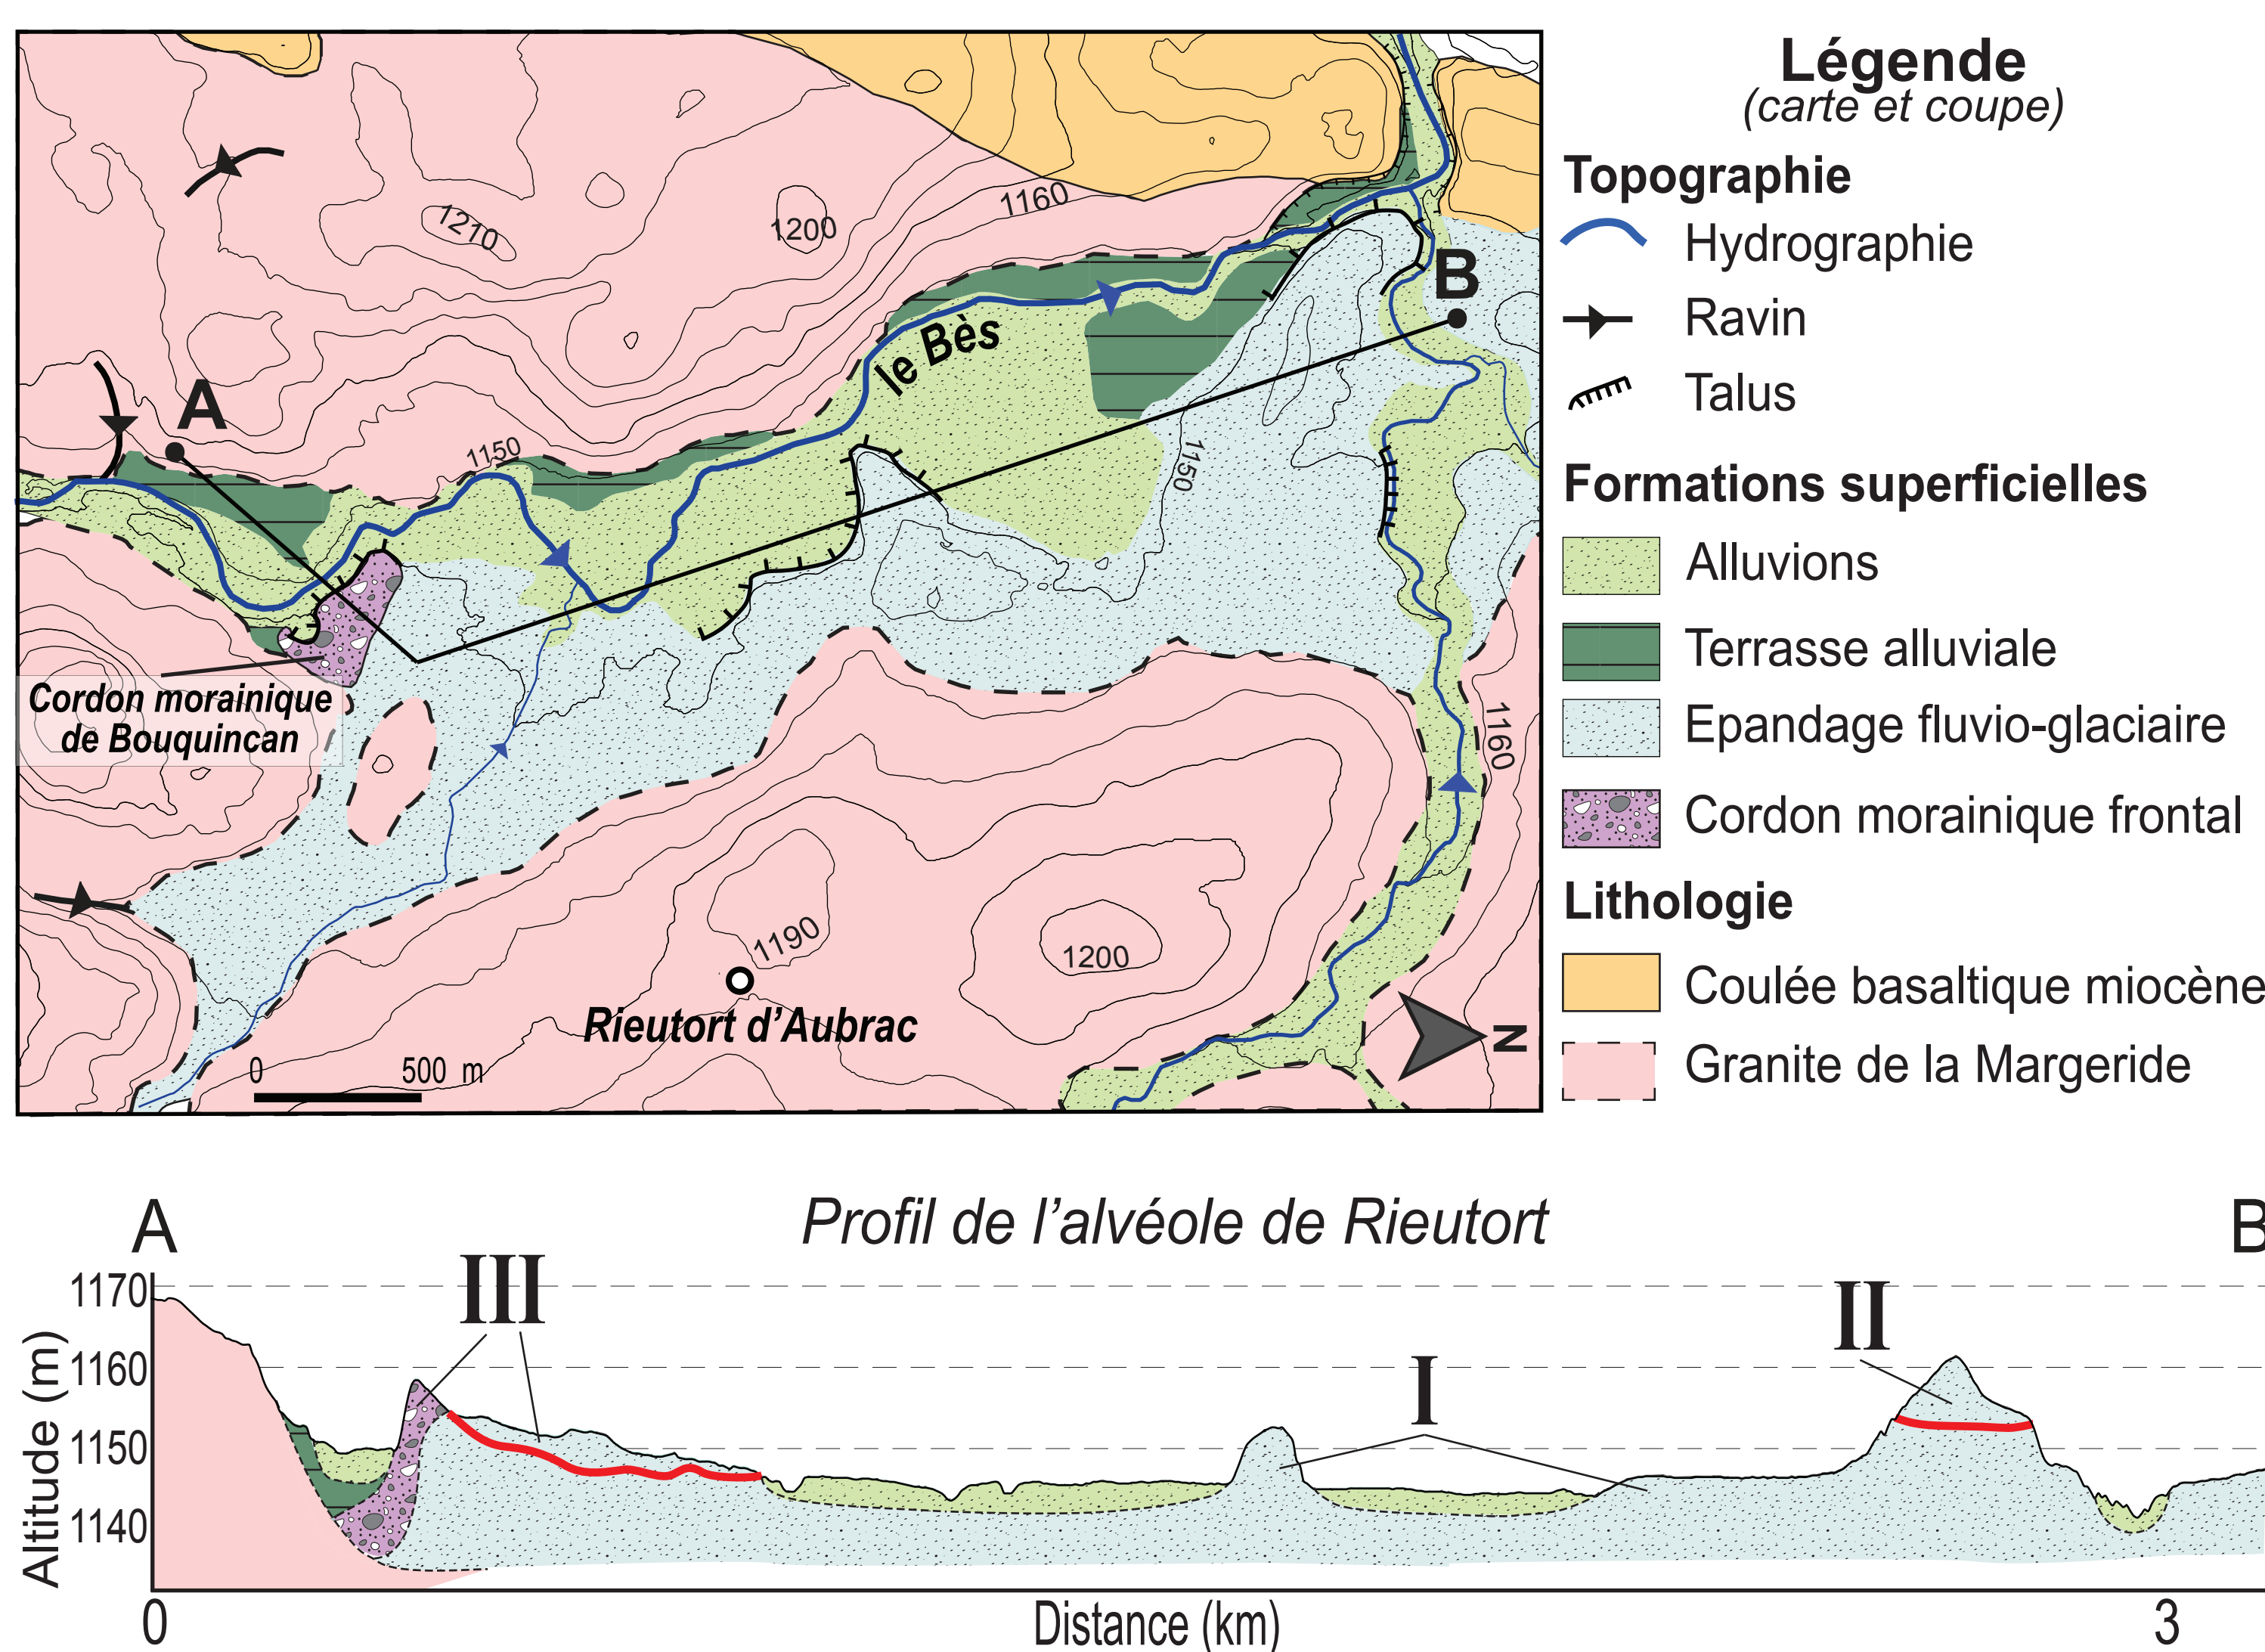 Légende
(carte et coupe)
Topographie
Hydrographie
Ravin
Talus
Formations superficielles
Alluvions
Terrasse alluviale
Epandage fluvio-glaciaire
Cordon morainique frontal
Lithologie
Coulée basaltique miocène
Granite de la Margeride
1210
1200
1160
le Bès
B
A
1150
1150
Cordon morainique
de Bouquincan
1160
1190
1200
Rieutort d'Aubrac
0 500 m
N
A
Profil de l'alvéole de Rieutort
B
III
II
I
1170
1160
1150
1140
Altitude (m)
0
Distance (km)
3